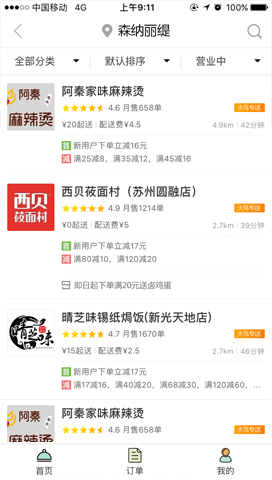 中国移动 4G 上午9:11 100%
森纳丽缇
全部分类 默认排序 营业中
阿秦 麻辣烫
阿秦家味麻辣烫
4.6 月售658单 火鸟专送
¥20起送 配送费¥4.5 4.9km 42分钟
首 新用户下单立减16元
减 满25减8，满35减12，满45减16
西贝 莜面村
西贝莜面村（苏州圆融店）
4.9 月售1214单 火鸟专送
¥0起送 配送费¥5 2.7km 39分钟
首 新用户下单立减17元
减 满80减10，满120减20
即日起下单满20元送卤鸡蛋
晴芝味
晴芝味锡纸焗饭(新光天地店)
4.7 月售1670单 火鸟专送
¥15起送 配送费¥2.5 2.7km 46分钟
首 新用户下单立减17元
减 满17减16，满40减20，满68减30，满120减60，...
阿秦 麻辣烫
阿秦家味麻辣烫
4.6 月售658单 火鸟专送
首页 订单 我的